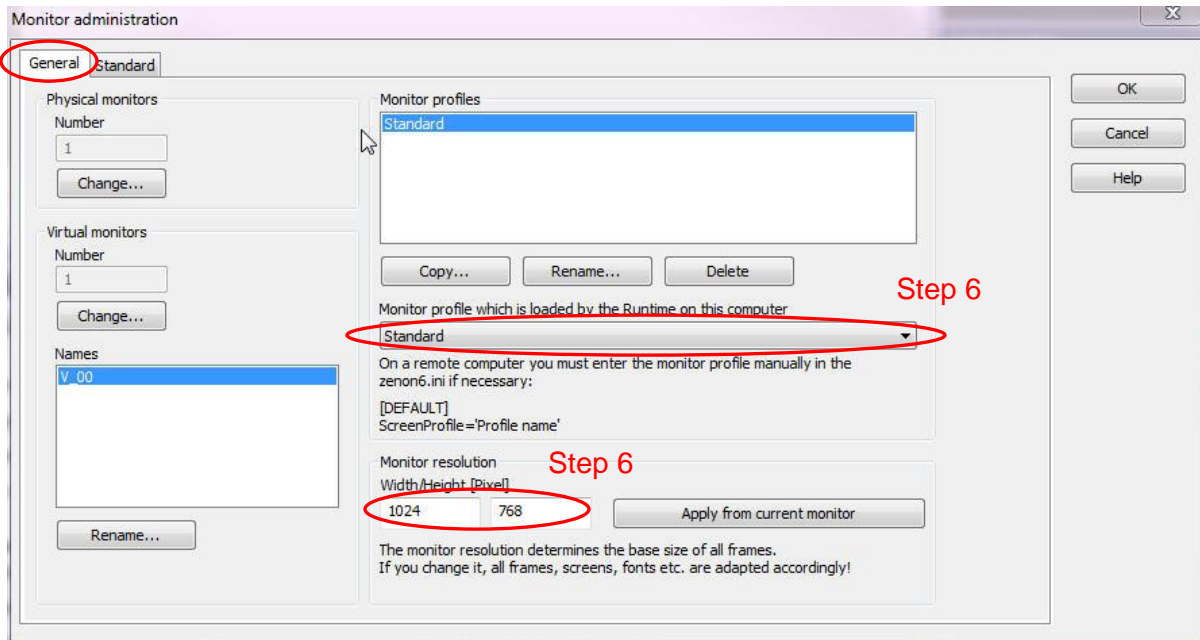 Monitor administration
General Standard
Physical monitors
Number
1
Change...
Virtual monitors
Number
1
Change...
Names
V_00
Rename...
Monitor profiles
Standard
Copy... Rename... Delete
Step 6
Monitor profile which is loaded by the Runtime on this computer
Standard
On a remote computer you must enter the monitor profile manually in the
zenon6.ini if necessary:
[DEFAULT]
ScreenProfile='Profile name'
Monitor resolution
Step 6
Width/Height [Pixel]
1024 768 Apply from current monitor
The monitor resolution determines the base size of all frames.
If you change it, all frames, screens, fonts etc. are adapted accordingly!
OK
Cancel
Help